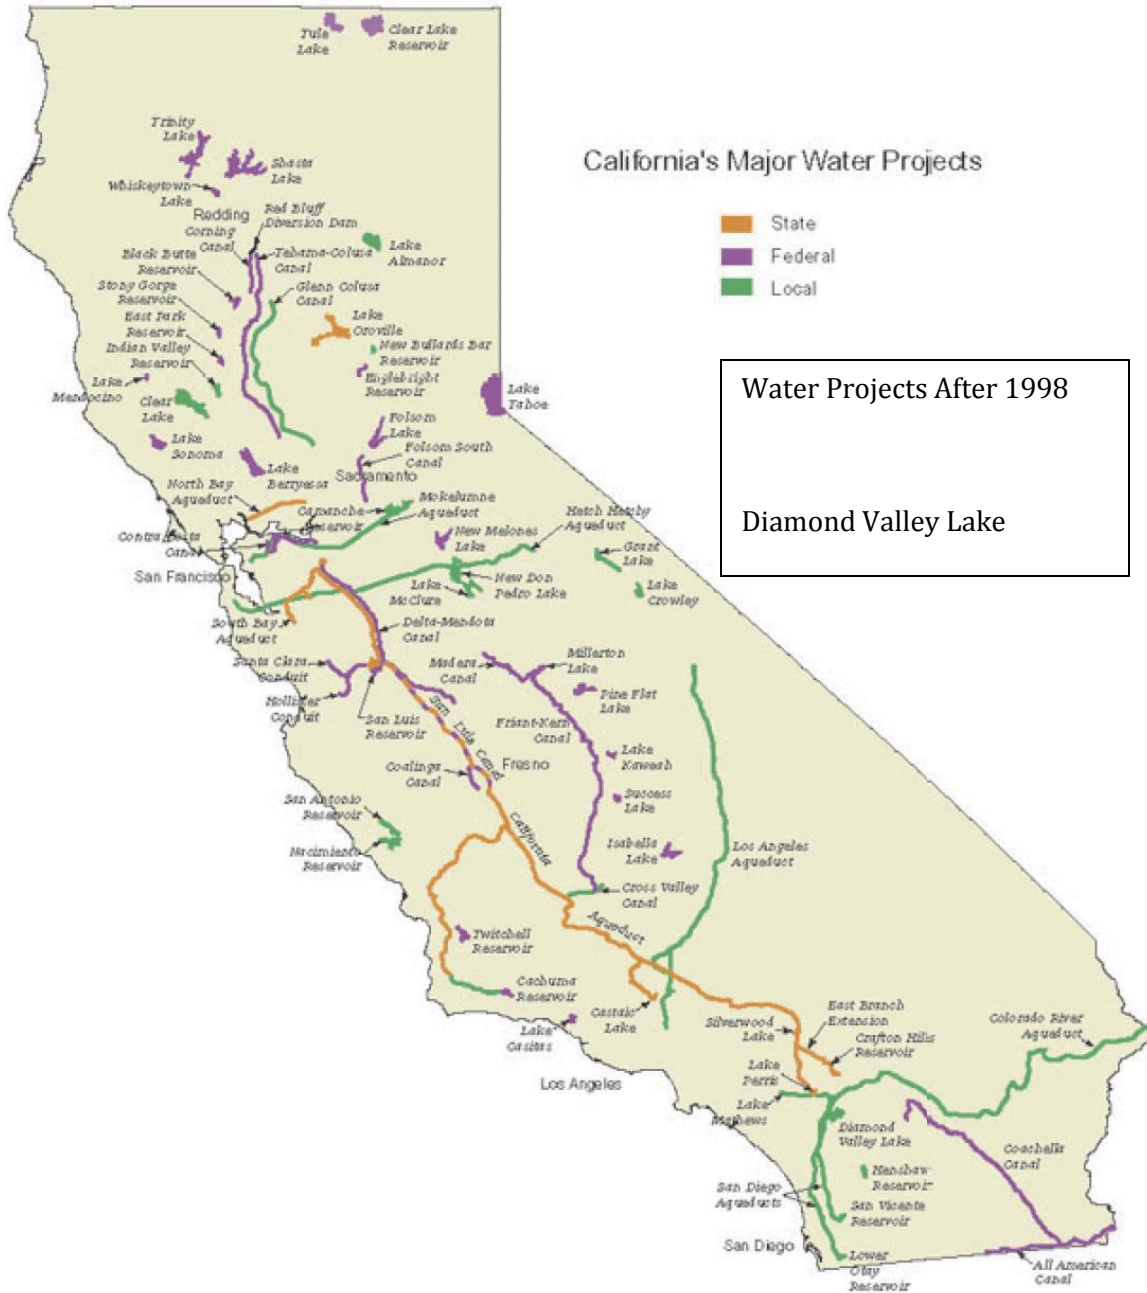 Tule
Lake
Clear Lake
Reservoir
Trinity
Lake
Shasta
Lake
Whiskeytown
Lake
California's Major Water Projects
State
Federal
Local
Redding
Corning
Canal
Red Bluff
Diversion Dam
Tehama-Colusa
Canal
Lake
Almanor
Black Butte
Reservoir
Stony Gorge
Reservoir
Glenn Colusa
Canal
East Park
Reservoir
Lake
Oroville
Indian Valley
Reservoir
New Bullards Bar
Reservoir
Englebright
Reservoir
Lake
Mendocino
Clear
Lake
Lake
Tahoe
Water Projects After 1998
Diamond Valley Lake
Lake
Sonoma
Folsom
Lake
Folsom South
Canal
Lake
Berryessa
Sacramento
North Bay
Aqueduct
Camanche
Reservoir
Mokelumne
Aqueduct
Hetch Hetchy
Aqueduct
Contra Costa
Canal
New Melones
Lake
Grant
Lake
San Francisco
Lake
McClure
New Don
Pedro Lake
Lake
Crowley
South Bay
Aqueduct
Delta-Mendota
Canal
Santa Clara
Conduit
Madera
Canal
Millerton
Lake
Hollister
Conduit
San Luis
Reservoir
San Luis Canal
Pine Flat
Lake
Friant-Kern
Canal
Coalinga
Canal
Fresno
Lake
Kaweah
San Antonio
Reservoir
Success
Lake
Nacimiento
Reservoir
California
Aqueduct
Isabella
Lake
Los Angeles
Aqueduct
Cross Valley
Canal
Twitchell
Reservoir
Cachuma
Reservoir
Lake
Casitas
Castaic
Lake
Silverwood
Lake
East Branch
Extension
Crafton Hills
Reservoir
Colorado River
Aqueduct
Los Angeles
Lake
Perris
Lake
Mathews
Diamond
Valley Lake
Coachella
Canal
Henshaw
Reservoir
San Diego
Aqueducts
San Vicente
Reservoir
San Diego
Lower
Otay
Reservoir
All American
Canal